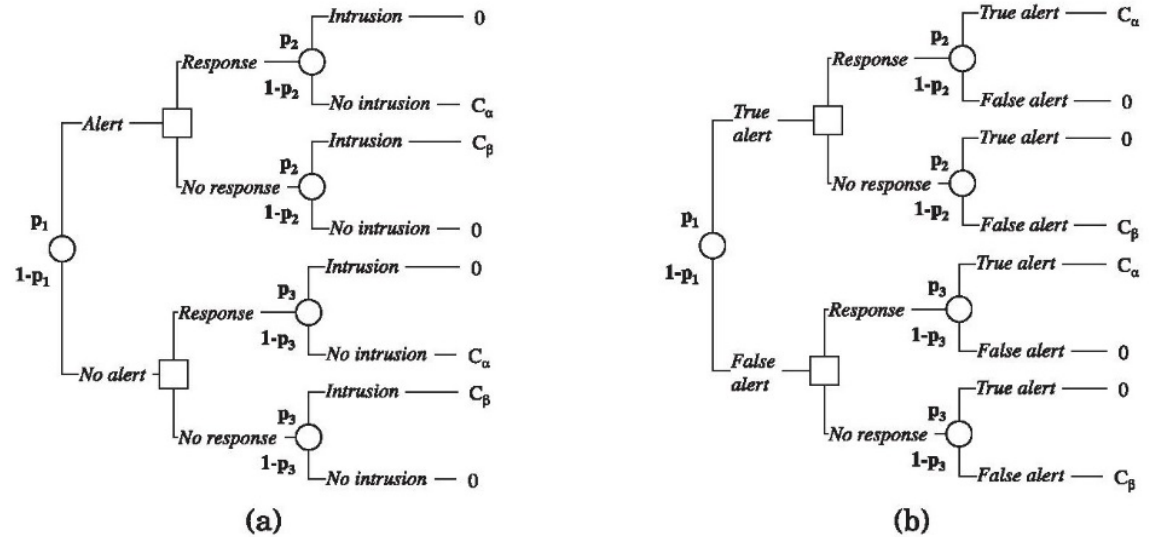 Intrusion 0
p2
Response
1-p2
No intrusion Cα
Alert
Intrusion Cβ
p2
No response
1-p2
No intrusion 0
p1
1-p1
Intrusion 0
p3
Response
1-p3
No intrusion Cα
No alert
Intrusion Cβ
p3
No response
1-p3
No intrusion 0
(a)
True alert Cα
p2
Response
1-p2
False alert 0
True
alert
True alert 0
p2
No response
1-p2
False alert Cβ
p1
1-p1
True alert Cα
p3
Response
1-p3
False alert 0
False
alert
True alert 0
p3
No response
1-p3
False alert Cβ
(b)